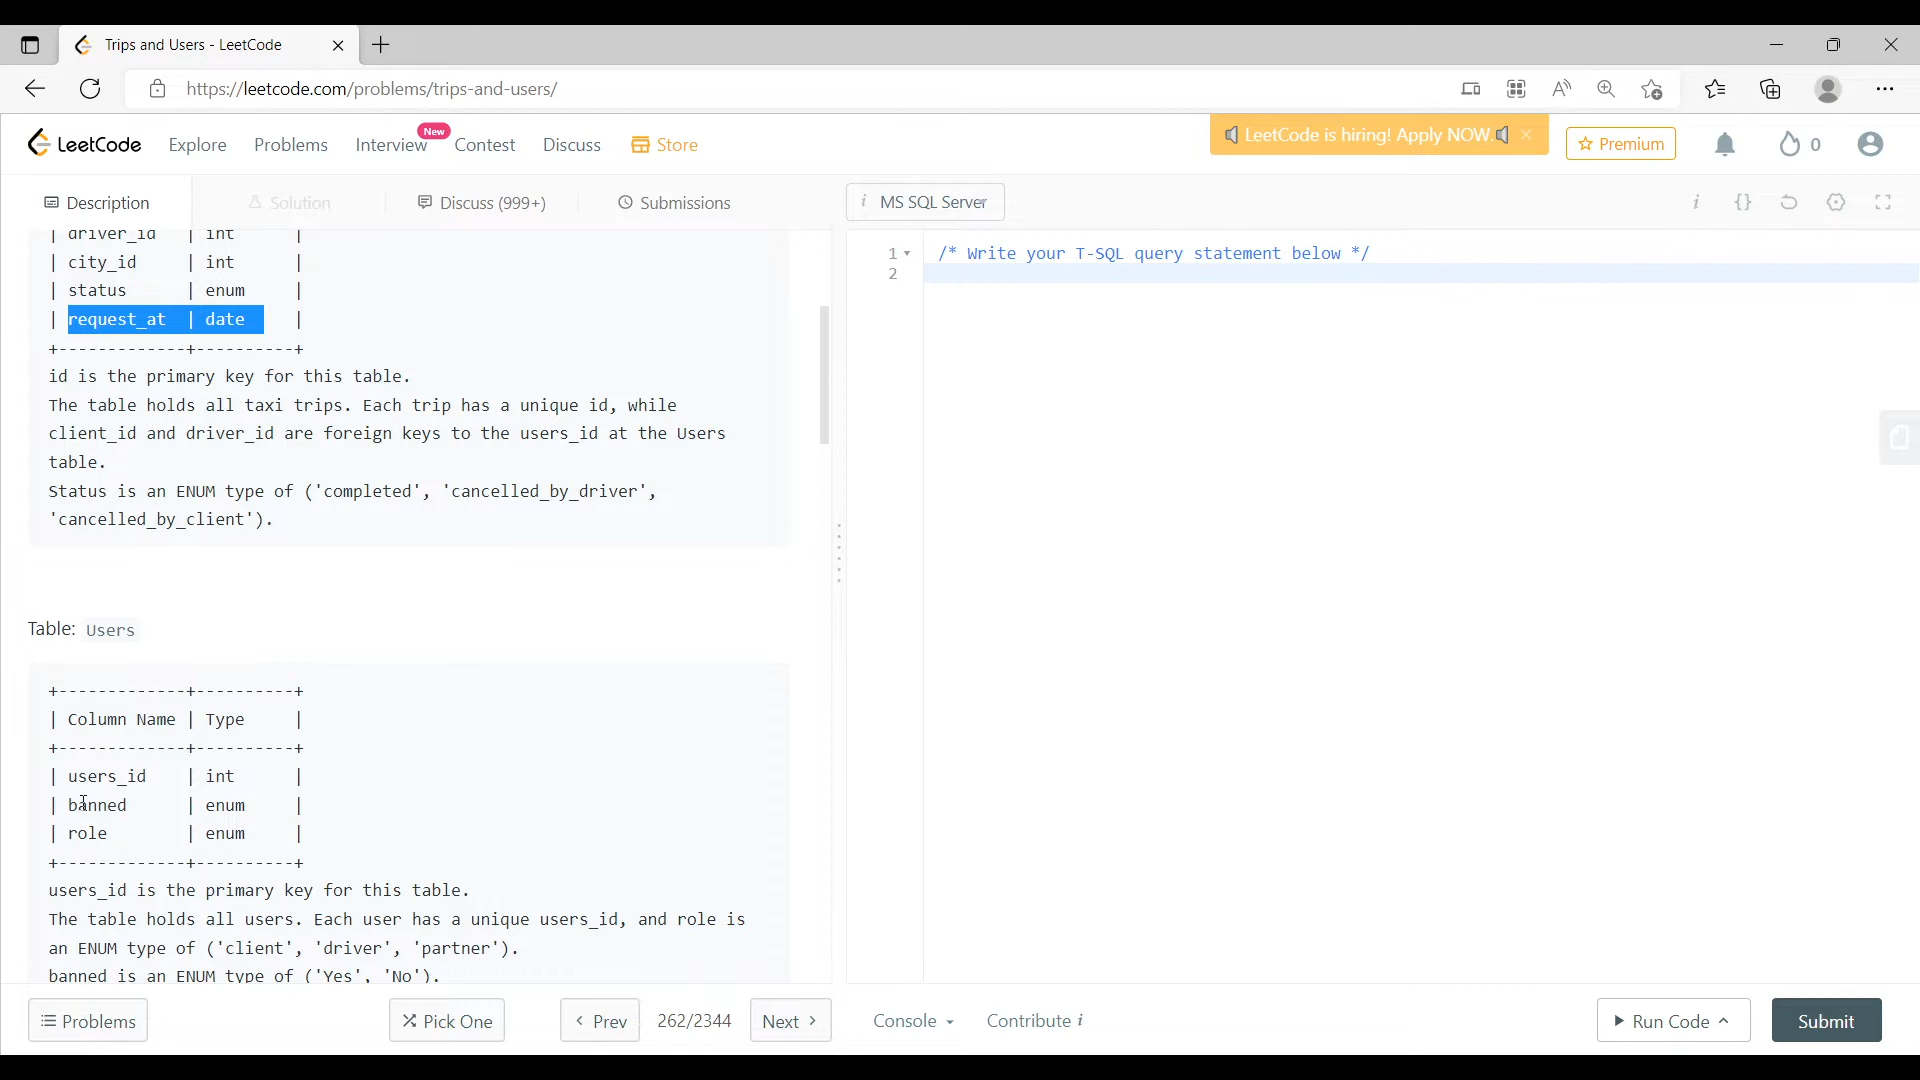 Trips and Users - LeetCode
https://leetcode.com/problems/trips-and-users/
LeetCode
Explore
Problems
Interview
New
Contest
Discuss
Store
LeetCode is hiring! Apply NOW.
Premium
0
Description
Solution
Discuss (999+)
Submissions
i MS SQL Server
i
{}
| driver_id | int |
| city_id | int |
| status | enum |
| request_at | date |
+-------------+----------+
id is the primary key for this table.
The table holds all taxi trips. Each trip has a unique id, while
client_id and driver_id are foreign keys to the users_id at the Users
table.
Status is an ENUM type of ('completed', 'cancelled_by_driver',
'cancelled_by_client').
Table: Users
+-------------+----------+
| Column Name | Type |
+-------------+----------+
| users_id | int |
| banned | enum |
| role | enum |
+-------------+----------+
users_id is the primary key for this table.
The table holds all users. Each user has a unique users_id, and role is
an ENUM type of ('client', 'driver', 'partner').
banned is an ENUM type of ('Yes', 'No').
1 /* Write your T-SQL query statement below */
2
Problems
Pick One
< Prev
262/2344
Next >
Console
Contribute i
Run Code
Submit